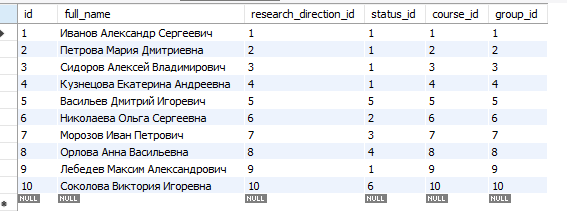 id full_name research_direction_id status_id course_id group_id
1 Иванов Александр Сергеевич 1 1 1 1
2 Петрова Мария Дмитриевна 2 1 2 2
3 Сидоров Алексей Владимирович 3 1 3 3
4 Кузнецова Екатерина Андреевна 4 1 4 4
5 Васильев Дмитрий Игоревич 5 5 5 5
6 Николаева Ольга Сергеевна 6 2 6 6
7 Морозов Иван Петрович 7 3 7 7
8 Орлова Анна Васильевна 8 4 8 8
9 Лебедев Максим Александрович 9 1 9 9
10 Соколова Виктория Игоревна 10 6 10 10
NULL NULL NULL NULL NULL NULL